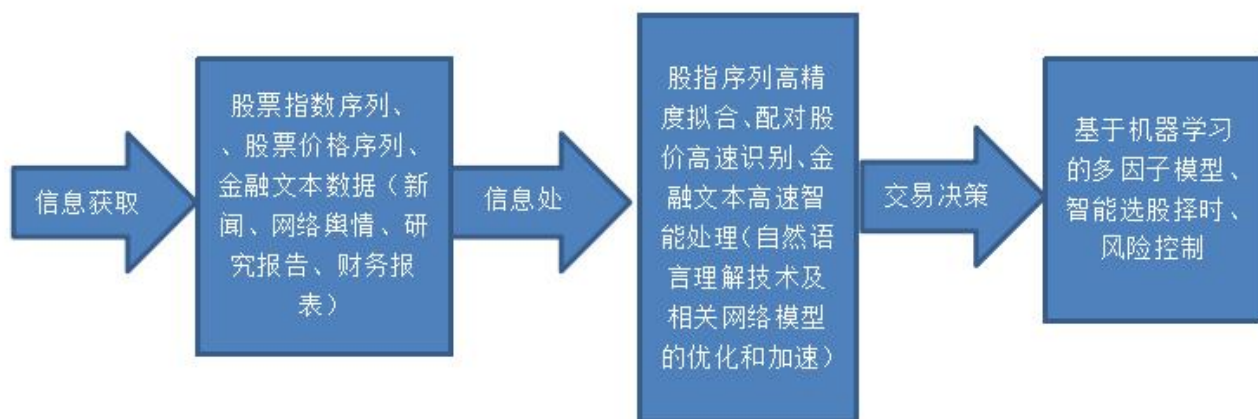 信息获取
股票指数序列、
、股票价格序列、
金融文本数据（新
闻、网络舆情、研
究报告、财务报
表）
信息处
股指序列高精
度拟合、配对股
价高速识别、金
融文本高速智
能处理（自然语
言理解技术及
相关网络模型
的优化和加速）
交易决策
基于机器学习
的多因子模型、
智能选股择时、
风险控制